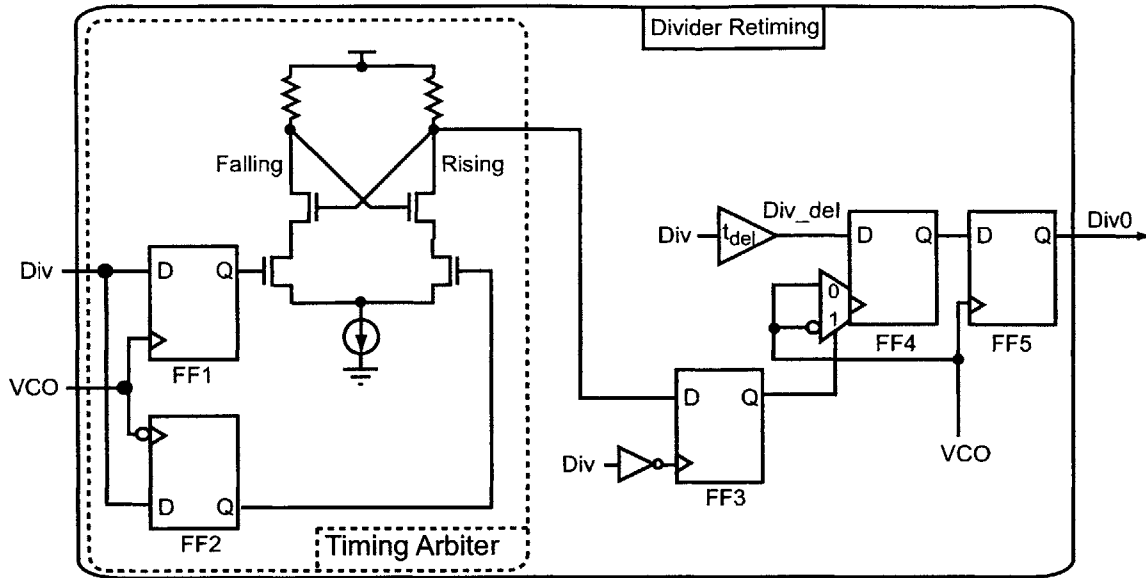 Divider Retiming
Falling
Rising
Div
D
Q
FF1
VCO
D
Q
FF2
Timing Arbiter
Div
t_del
Div_del
D
Q
FF4
0
1
D
Q
FF5
Div0
VCO
D
Q
FF3
Div